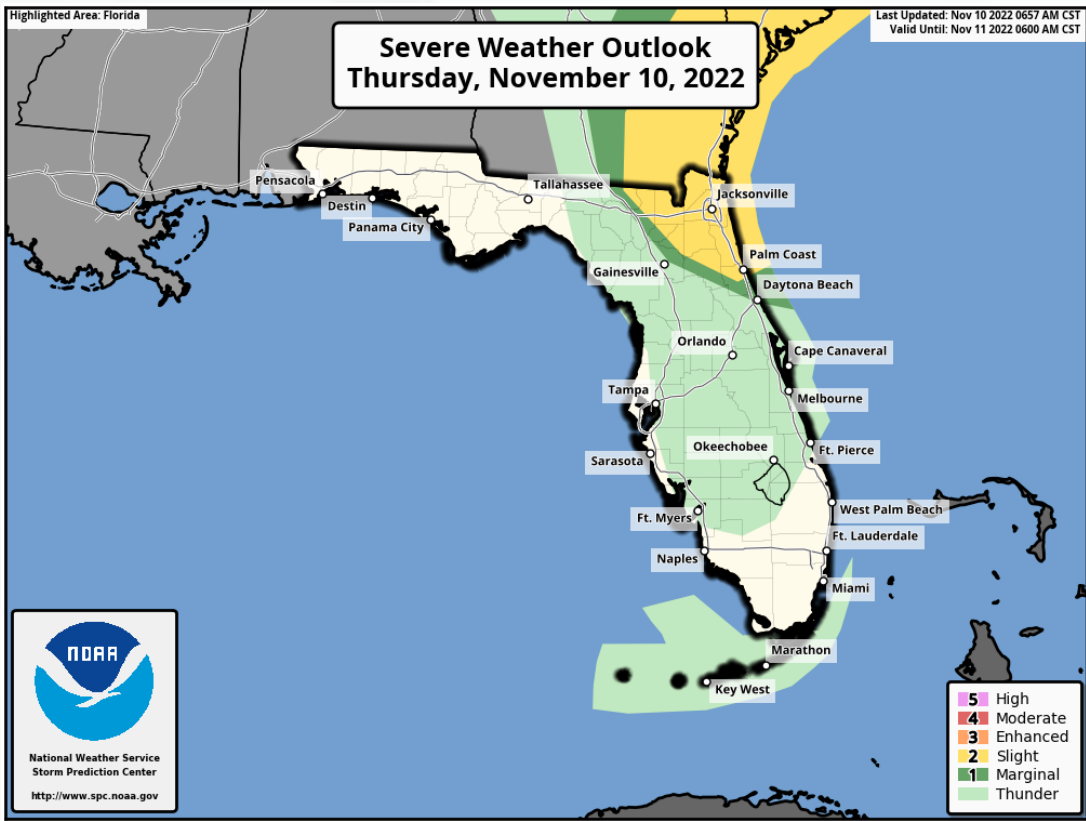 Highlighted Area: Florida
Last Updated: Nov 10 2022 0657 AM CST
Valid Until: Nov 11 2022 0600 AM CST
Severe Weather Outlook
Thursday, November 10, 2022
Pensacola
Destin
Panama City
Tallahassee
Jacksonville
Palm Coast
Gainesville
Daytona Beach
Orlando
Cape Canaveral
Tampa
Melbourne
Okeechobee
Ft. Pierce
Sarasota
West Palm Beach
Ft. Myers
Ft. Lauderdale
Naples
Miami
Marathon
Key West
NOAA
National Weather Service
Storm Prediction Center
http://www.spc.noaa.gov
5 High
4 Moderate
3 Enhanced
2 Slight
1 Marginal
Thunder